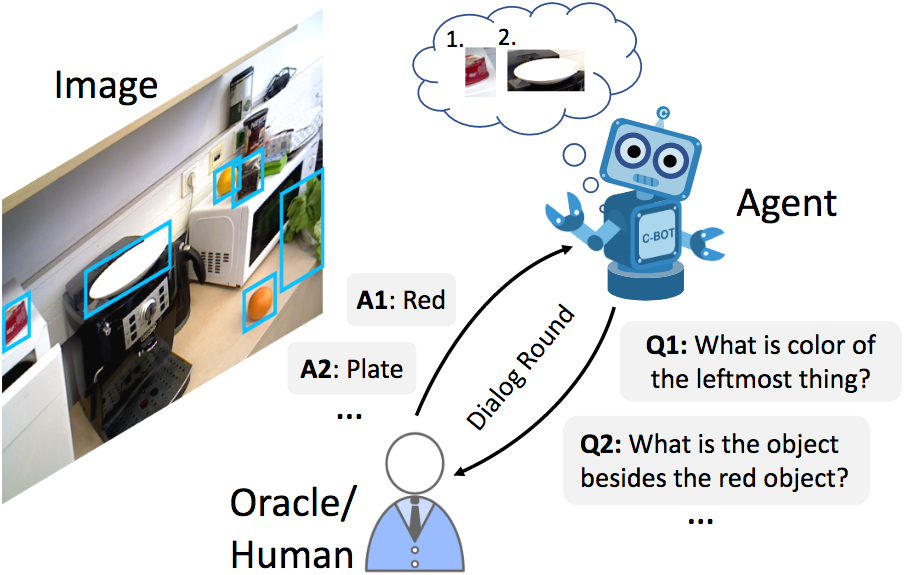 Image
1.
2.
C
C-BOT
Agent
A1: Red
A2: Plate
...
Dialog Round
Q1: What is color of
the leftmost thing?
Q2: What is the object
besides the red object?
...
Oracle/
Human